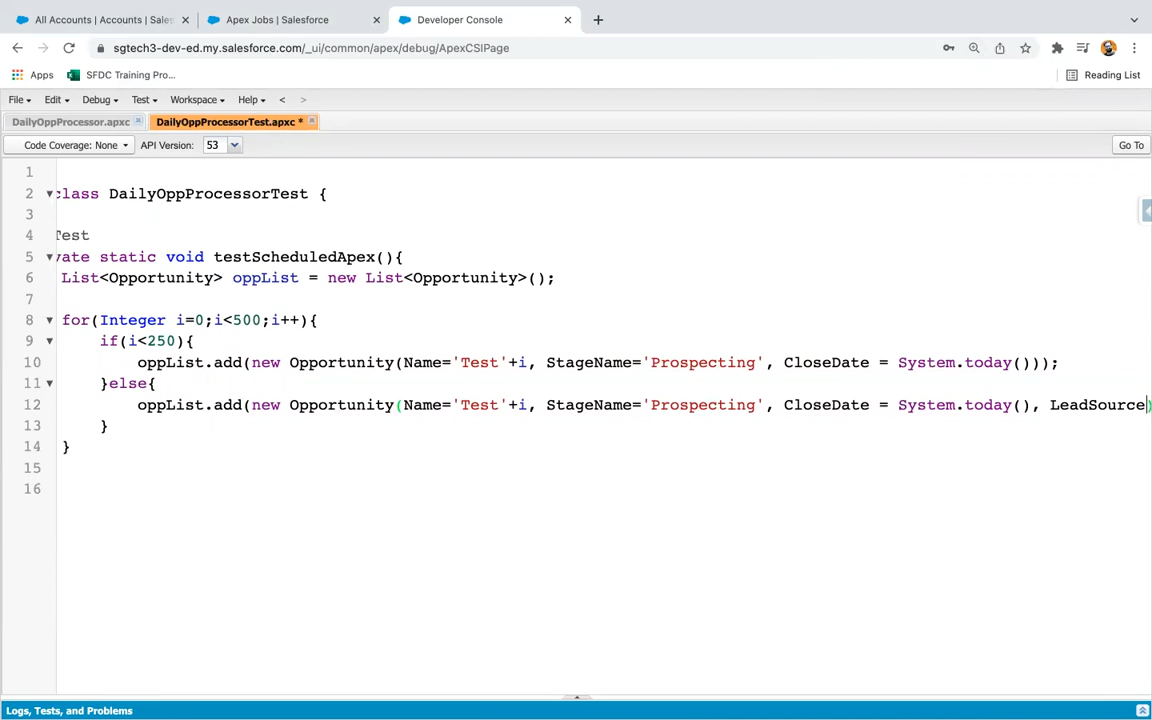 All Accounts | Accounts | Sales
Apex Jobs | Salesforce
Developer Console
sgtech3-dev-ed.my.salesforce.com/_ui/common/apex/debug/ApexCSIPage
Apps
SFDC Training Pro...
Reading List
File
Edit
Debug
Test
Workspace
Help
<
>
DailyOppProcessor.apxc
DailyOppProcessorTest.apxc *
Code Coverage: None
API Version:
53
Go To
1
2 class DailyOppProcessorTest {
3
4 Test
5 vate static void testScheduledApex(){
6 List<Opportunity> oppList = new List<Opportunity>();
7
8 for(Integer i=0;i<500;i++){
9 if(i<250){
10 oppList.add(new Opportunity(Name='Test'+i, StageName='Prospecting', CloseDate = System.today()));
11 }else{
12 oppList.add(new Opportunity(Name='Test'+i, StageName='Prospecting', CloseDate = System.today(), LeadSource)
13 }
14 }
15
16
Logs, Tests, and Problems